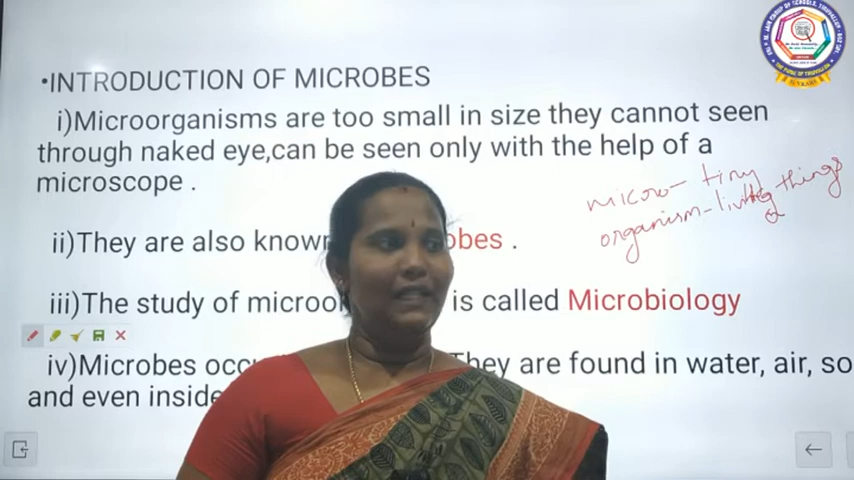 •INTRODUCTION OF MICROBES
i)Microorganisms are too small in size they cannot seen
through naked eye,can be seen only with the help of a
microscope .
micro- tiny
organism-living things
ii)They are also known obes .
iii)The study of microo is called Microbiology
iv)Microbes occ They are found in water, air, so
and even inside